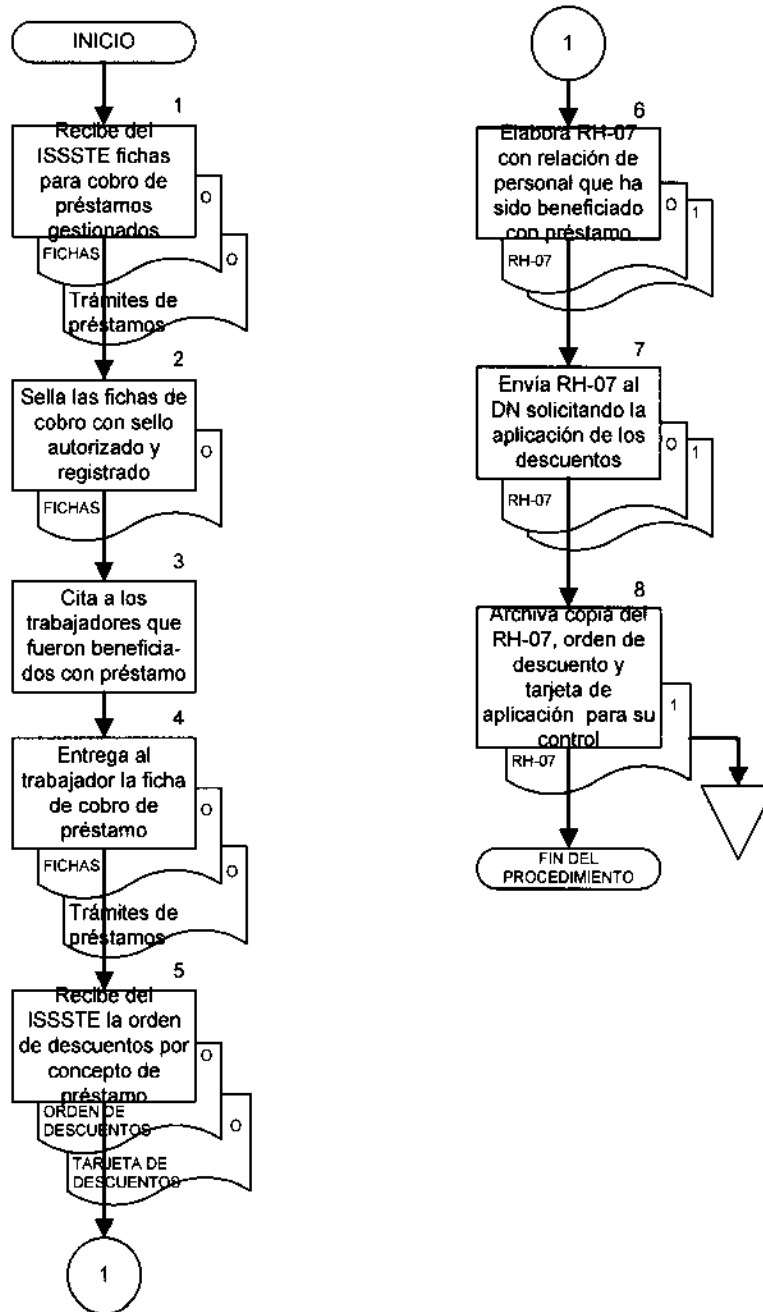 INICIO
1
Recibe del
ISSSTE fichas
para cobro de
préstamos
gestionados
O
FICHAS
O
Trámites de
préstamos
2
Sella las fichas de
cobro con sello
autorizado y
registrado
O
FICHAS
3
Cita a los
trabajadores que
fueron beneficia-
dos con préstamo
4
Entrega al
trabajador la ficha
de cobro de
préstamo
O
FICHAS
O
Trámites de
préstamos
5
Recibe del
ISSSTE la orden
de descuentos por
concepto de
préstamo
O
ORDEN DE
DESCUENTOS
O
TARJETA DE
DESCUENTOS
1
1
6
Elabora RH-07
con relación de
personal que ha
sido beneficiado
con préstamo
O
1
RH-07
7
Envía RH-07 al
DN solicitando la
aplicación de los
descuentos
O
1
RH-07
8
Archiva copia del
RH-07, orden de
descuento y
tarjeta de
aplicación para su
control
1
RH-07
FIN DEL
PROCEDIMIENTO